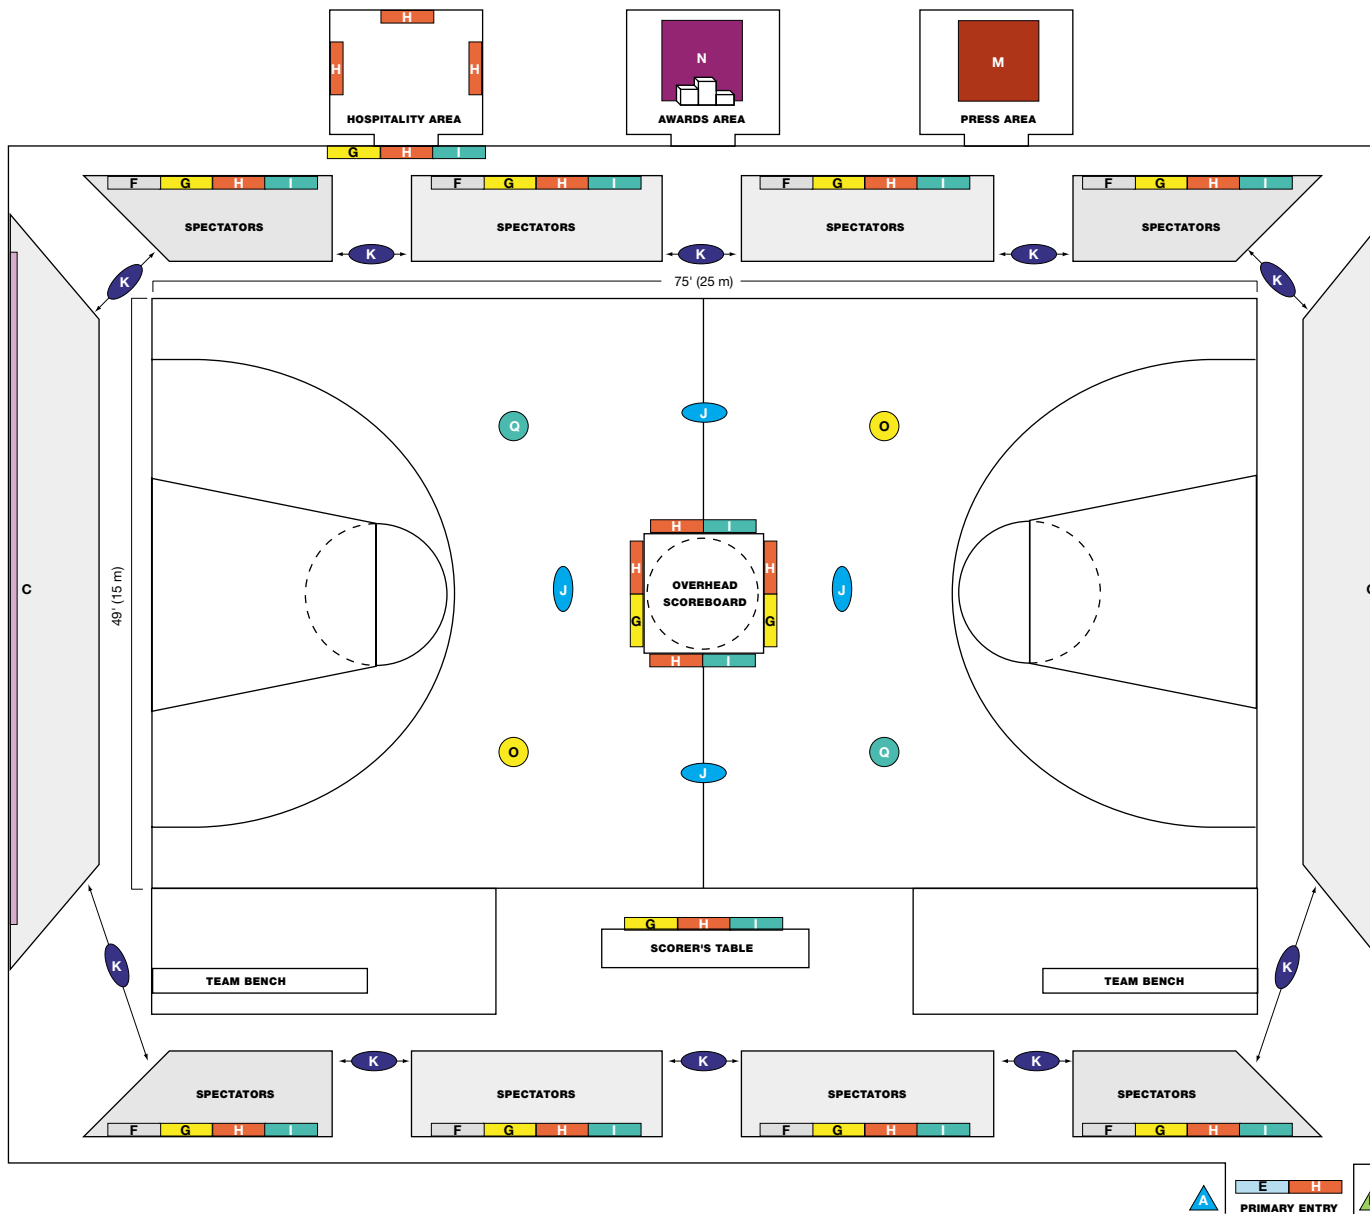 H
H H
HOSPITALITY AREA
N
AWARDS AREA
M
PRESS AREA
G H I
F G H I
SPECTATORS
F G H I
SPECTATORS
F G H I
SPECTATORS
F G H I
SPECTATORS
K K K
K K
75' (25 m)
49' (15 m)
C
Q J O
H I
H H
J J
OVERHEAD
SCOREBOARD
G G
H I
O J Q
G H I
SCORER'S TABLE
TEAM BENCH
TEAM BENCH
K K
K K K
SPECTATORS
F G H I
SPECTATORS
F G H I
SPECTATORS
F G H I
SPECTATORS
F G H I
A
E H
PRIMARY ENTRY